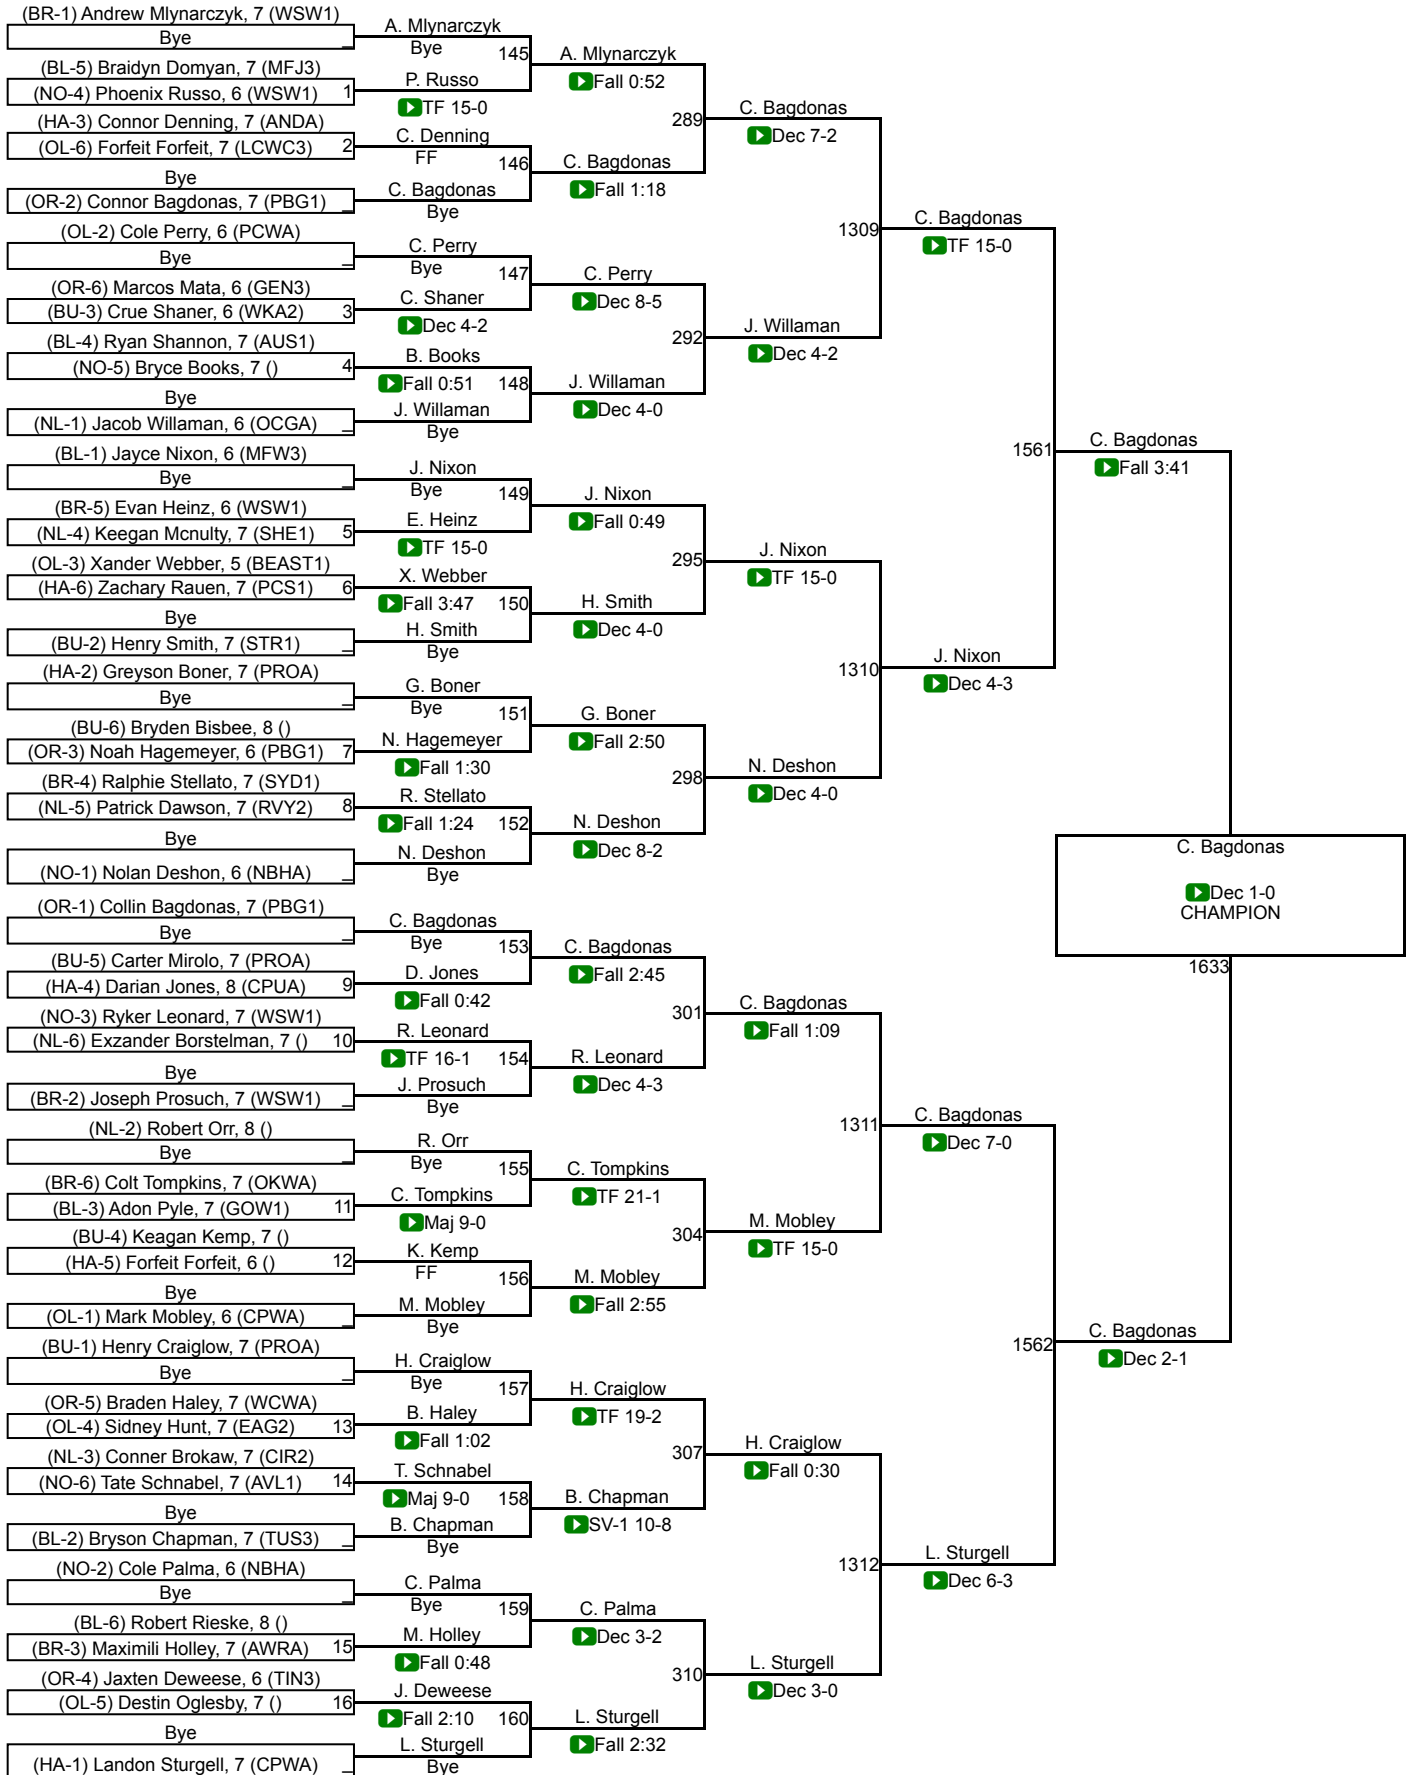 (BR-1) Andrew Mlynarczyk, 7 (WSW1)
Bye
(BL-5) Braidyn Domyan, 7 (MFJ3)
(NO-4) Phoenix Russo, 6 (WSW1) 1
(HA-3) Connor Denning, 7 (ANDA)
(OL-6) Forfeit Forfeit, 7 (LCWC3) 2
Bye
(OR-2) Connor Bagdonas, 7 (PBG1)
(OL-2) Cole Perry, 6 (PCWA)
Bye
(OR-6) Marcos Mata, 6 (GEN3)
(BU-3) Crue Shaner, 6 (WKA2) 3
(BL-4) Ryan Shannon, 7 (AUS1)
(NO-5) Bryce Books, 7 () 4
Bye
(NL-1) Jacob Willaman, 6 (OCGA)
(BL-1) Jayce Nixon, 6 (MFW3)
Bye
(BR-5) Evan Heinz, 6 (WSW1)
(NL-4) Keegan Mcnulty, 7 (SHE1) 5
(OL-3) Xander Webber, 5 (BEAST1)
(HA-6) Zachary Rauen, 7 (PCS1) 6
Bye
(BU-2) Henry Smith, 7 (STR1)
(HA-2) Greyson Boner, 7 (PROA)
Bye
(BU-6) Bryden Bisbee, 8 ()
(OR-3) Noah Hagemeyer, 6 (PBG1) 7
(BR-4) Ralphie Stellato, 7 (SYD1)
(NL-5) Patrick Dawson, 7 (RVY2) 8
Bye
(NO-1) Nolan Deshon, 6 (NBHA)
(OR-1) Collin Bagdonas, 7 (PBG1)
Bye
(BU-5) Carter Mirolo, 7 (PROA)
(HA-4) Darian Jones, 8 (CPUA) 9
(NO-3) Ryker Leonard, 7 (WSW1)
(NL-6) Exzander Borstelman, 7 () 10
Bye
(BR-2) Joseph Prosuch, 7 (WSW1)
(NL-2) Robert Orr, 8 ()
Bye
(BR-6) Colt Tompkins, 7 (OKWA)
(BL-3) Adon Pyle, 7 (GOW1) 11
(BU-4) Keagan Kemp, 7 ()
(HA-5) Forfeit Forfeit, 6 () 12
Bye
(OL-1) Mark Mobley, 6 (CPWA)
(BU-1) Henry Craiglow, 7 (PROA)
Bye
(OR-5) Braden Haley, 7 (WCWA)
(OL-4) Sidney Hunt, 7 (EAG2) 13
(NL-3) Conner Brokaw, 7 (CIR2)
(NO-6) Tate Schnabel, 7 (AVL1) 14
Bye
(BL-2) Bryson Chapman, 7 (TUS3)
(NO-2) Cole Palma, 6 (NBHA)
Bye
(BL-6) Robert Rieske, 8 ()
(BR-3) Maximili Holley, 7 (AWRA) 15
(OR-4) Jaxten Deweese, 6 (TIN3)
(OL-5) Destin Oglesby, 7 () 16
Bye
(HA-1) Landon Sturgell, 7 (CPWA)
A. Mlynarczyk
Bye 145
P. Russo
TF 15-0
C. Denning
FF 146
C. Bagdonas
Bye
C. Perry
Bye 147
C. Shaner
Dec 4-2
B. Books
Fall 0:51 148
J. Willaman
Bye
J. Nixon
Bye 149
E. Heinz
TF 15-0
X. Webber
Fall 3:47 150
H. Smith
Bye
G. Boner
Bye 151
N. Hagemeyer
Fall 1:30
R. Stellato
Fall 1:24 152
N. Deshon
Bye
C. Bagdonas
Bye 153
D. Jones
Fall 0:42
R. Leonard
TF 16-1 154
J. Prosuch
Bye
R. Orr
Bye 155
C. Tompkins
Maj 9-0
K. Kemp
FF 156
M. Mobley
Bye
H. Craiglow
Bye 157
B. Haley
Fall 1:02
T. Schnabel
Maj 9-0 158
B. Chapman
Bye
C. Palma
Bye 159
M. Holley
Fall 0:48
J. Deweese
Fall 2:10 160
L. Sturgell
Bye
A. Mlynarczyk
Fall 0:52
289
C. Bagdonas
Fall 1:18
C. Perry
Dec 8-5
292
J. Willaman
Dec 4-0
J. Nixon
Fall 0:49
295
H. Smith
Dec 4-0
G. Boner
Fall 2:50
298
N. Deshon
Dec 8-2
C. Bagdonas
Fall 2:45
301
R. Leonard
Dec 4-3
C. Tompkins
TF 21-1
304
M. Mobley
Fall 2:55
H. Craiglow
TF 19-2
307
B. Chapman
SV-1 10-8
C. Palma
Dec 3-2
310
L. Sturgell
Fall 2:32
C. Bagdonas
Dec 7-2
1309
J. Willaman
Dec 4-2
J. Nixon
TF 15-0
1310
N. Deshon
Dec 4-0
C. Bagdonas
Fall 1:09
1311
M. Mobley
TF 15-0
H. Craiglow
Fall 0:30
1312
L. Sturgell
Dec 3-0
C. Bagdonas
TF 15-0
1561
J. Nixon
Dec 4-3
C. Bagdonas
Dec 7-0
1562
L. Sturgell
Dec 6-3
C. Bagdonas
Fall 3:41
C. Bagdonas
Dec 2-1
C. Bagdonas
Dec 1-0
CHAMPION
1633